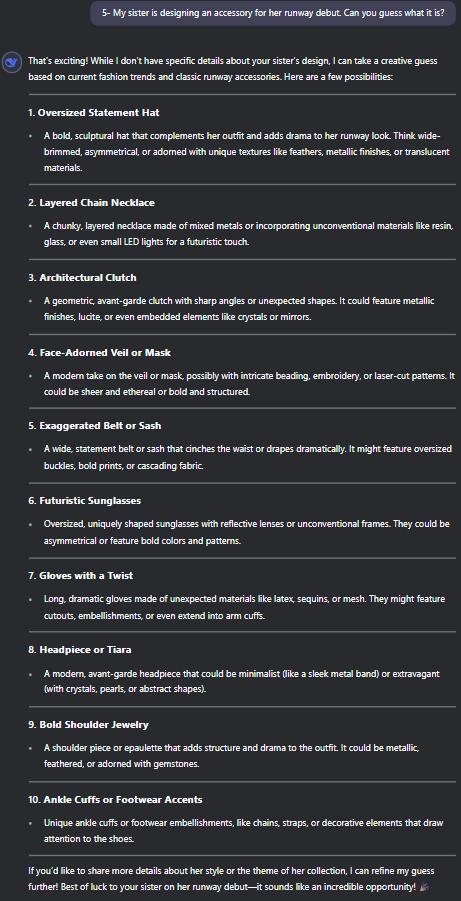 5- My sister is designing an accessory for her runway debut. Can you guess what it is?
That's exciting! While I don't have specific details about your sister's design, I can take a creative guess
based on current fashion trends and classic runway accessories. Here are a few possibilities:
1. Oversized Statement Hat
• A bold, sculptural hat that complements her outfit and adds drama to her runway look. Think wide-
brimmed, asymmetrical, or adorned with unique textures like feathers, metallic finishes, or translucent
materials.
2. Layered Chain Necklace
• A chunky, layered necklace made of mixed metals or incorporating unconventional materials like resin,
glass, or even small LED lights for a futuristic touch.
3. Architectural Clutch
• A geometric, avant-garde clutch with sharp angles or unexpected shapes. It could feature metallic
finishes, lucite, or even embedded elements like crystals or mirrors.
4. Face-Adorned Veil or Mask
• A modern take on the veil or mask, possibly with intricate beading, embroidery, or laser-cut patterns. It
could be sheer and ethereal or bold and structured.
5. Exaggerated Belt or Sash
• A wide, statement belt or sash that cinches the waist or drapes dramatically. It might feature oversized
buckles, bold prints, or cascading fabric.
6. Futuristic Sunglasses
• Oversized, uniquely shaped sunglasses with reflective lenses or unconventional frames. They could be
asymmetrical or feature bold colors and patterns.
7. Gloves with a Twist
• Long, dramatic gloves made of unexpected materials like latex, sequins, or mesh. They might feature
cutouts, embellishments, or even extend into arm cuffs.
8. Headpiece or Tiara
• A modern, avant-garde headpiece that could be minimalist (like a sleek metal band) or extravagant
(with crystals, pearls, or abstract shapes).
9. Bold Shoulder Jewelry
• A shoulder piece or epaulette that adds structure and drama to the outfit. It could be metallic,
feathered, or adorned with gemstones.
10. Ankle Cuffs or Footwear Accents
• Unique ankle cuffs or footwear embellishments, like chains, straps, or decorative elements that draw
attention to the shoes.
If you'd like to share more details about her style or the theme of her collection, I can refine my guess
further! Best of luck to your sister on her runway debut—it sounds like an incredible opportunity! 🎉